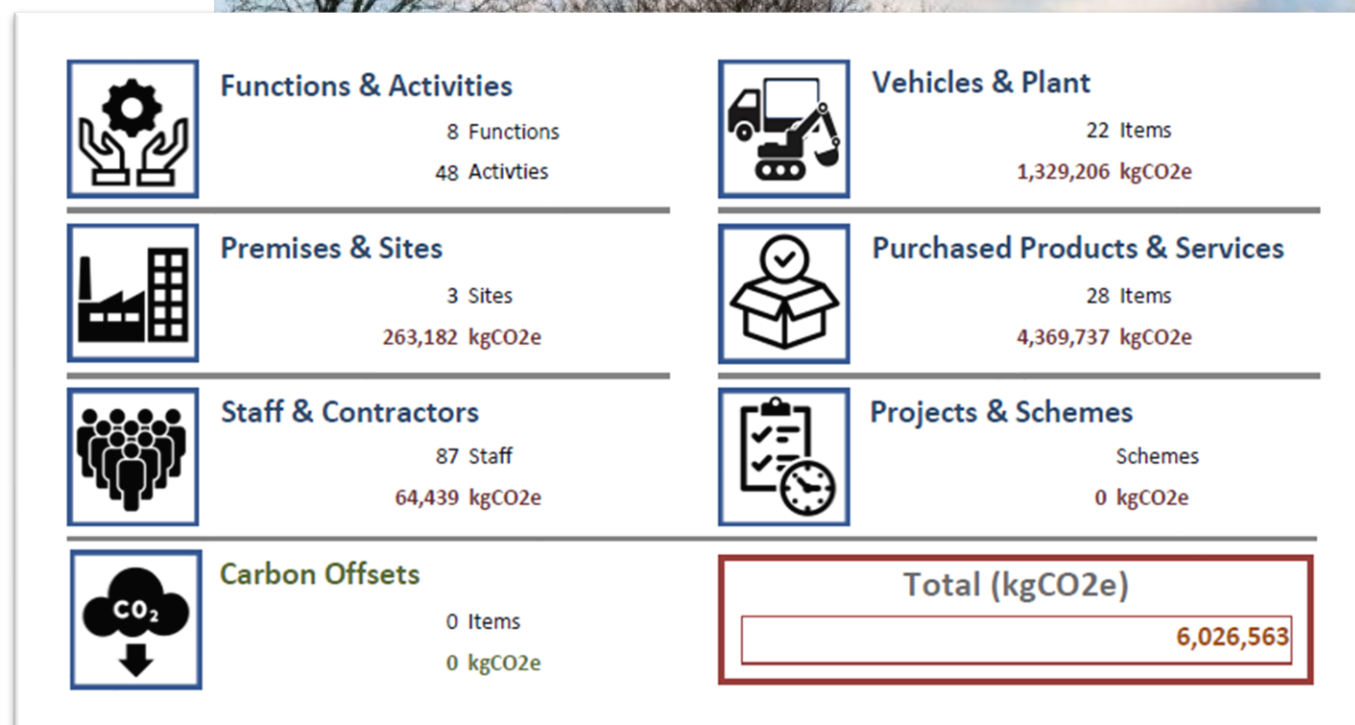 Functions & Activities
8 Functions
48 Activties
Vehicles & Plant
22 Items
1,329,206 kgCO2e
Premises & Sites
3 Sites
263,182 kgCO2e
Purchased Products & Services
28 Items
4,369,737 kgCO2e
Staff & Contractors
87 Staff
64,439 kgCO2e
Projects & Schemes
Schemes
0 kgCO2e
CO2
Carbon Offsets
0 Items
0 kgCO2e
Total (kgCO2e)
6,026,563